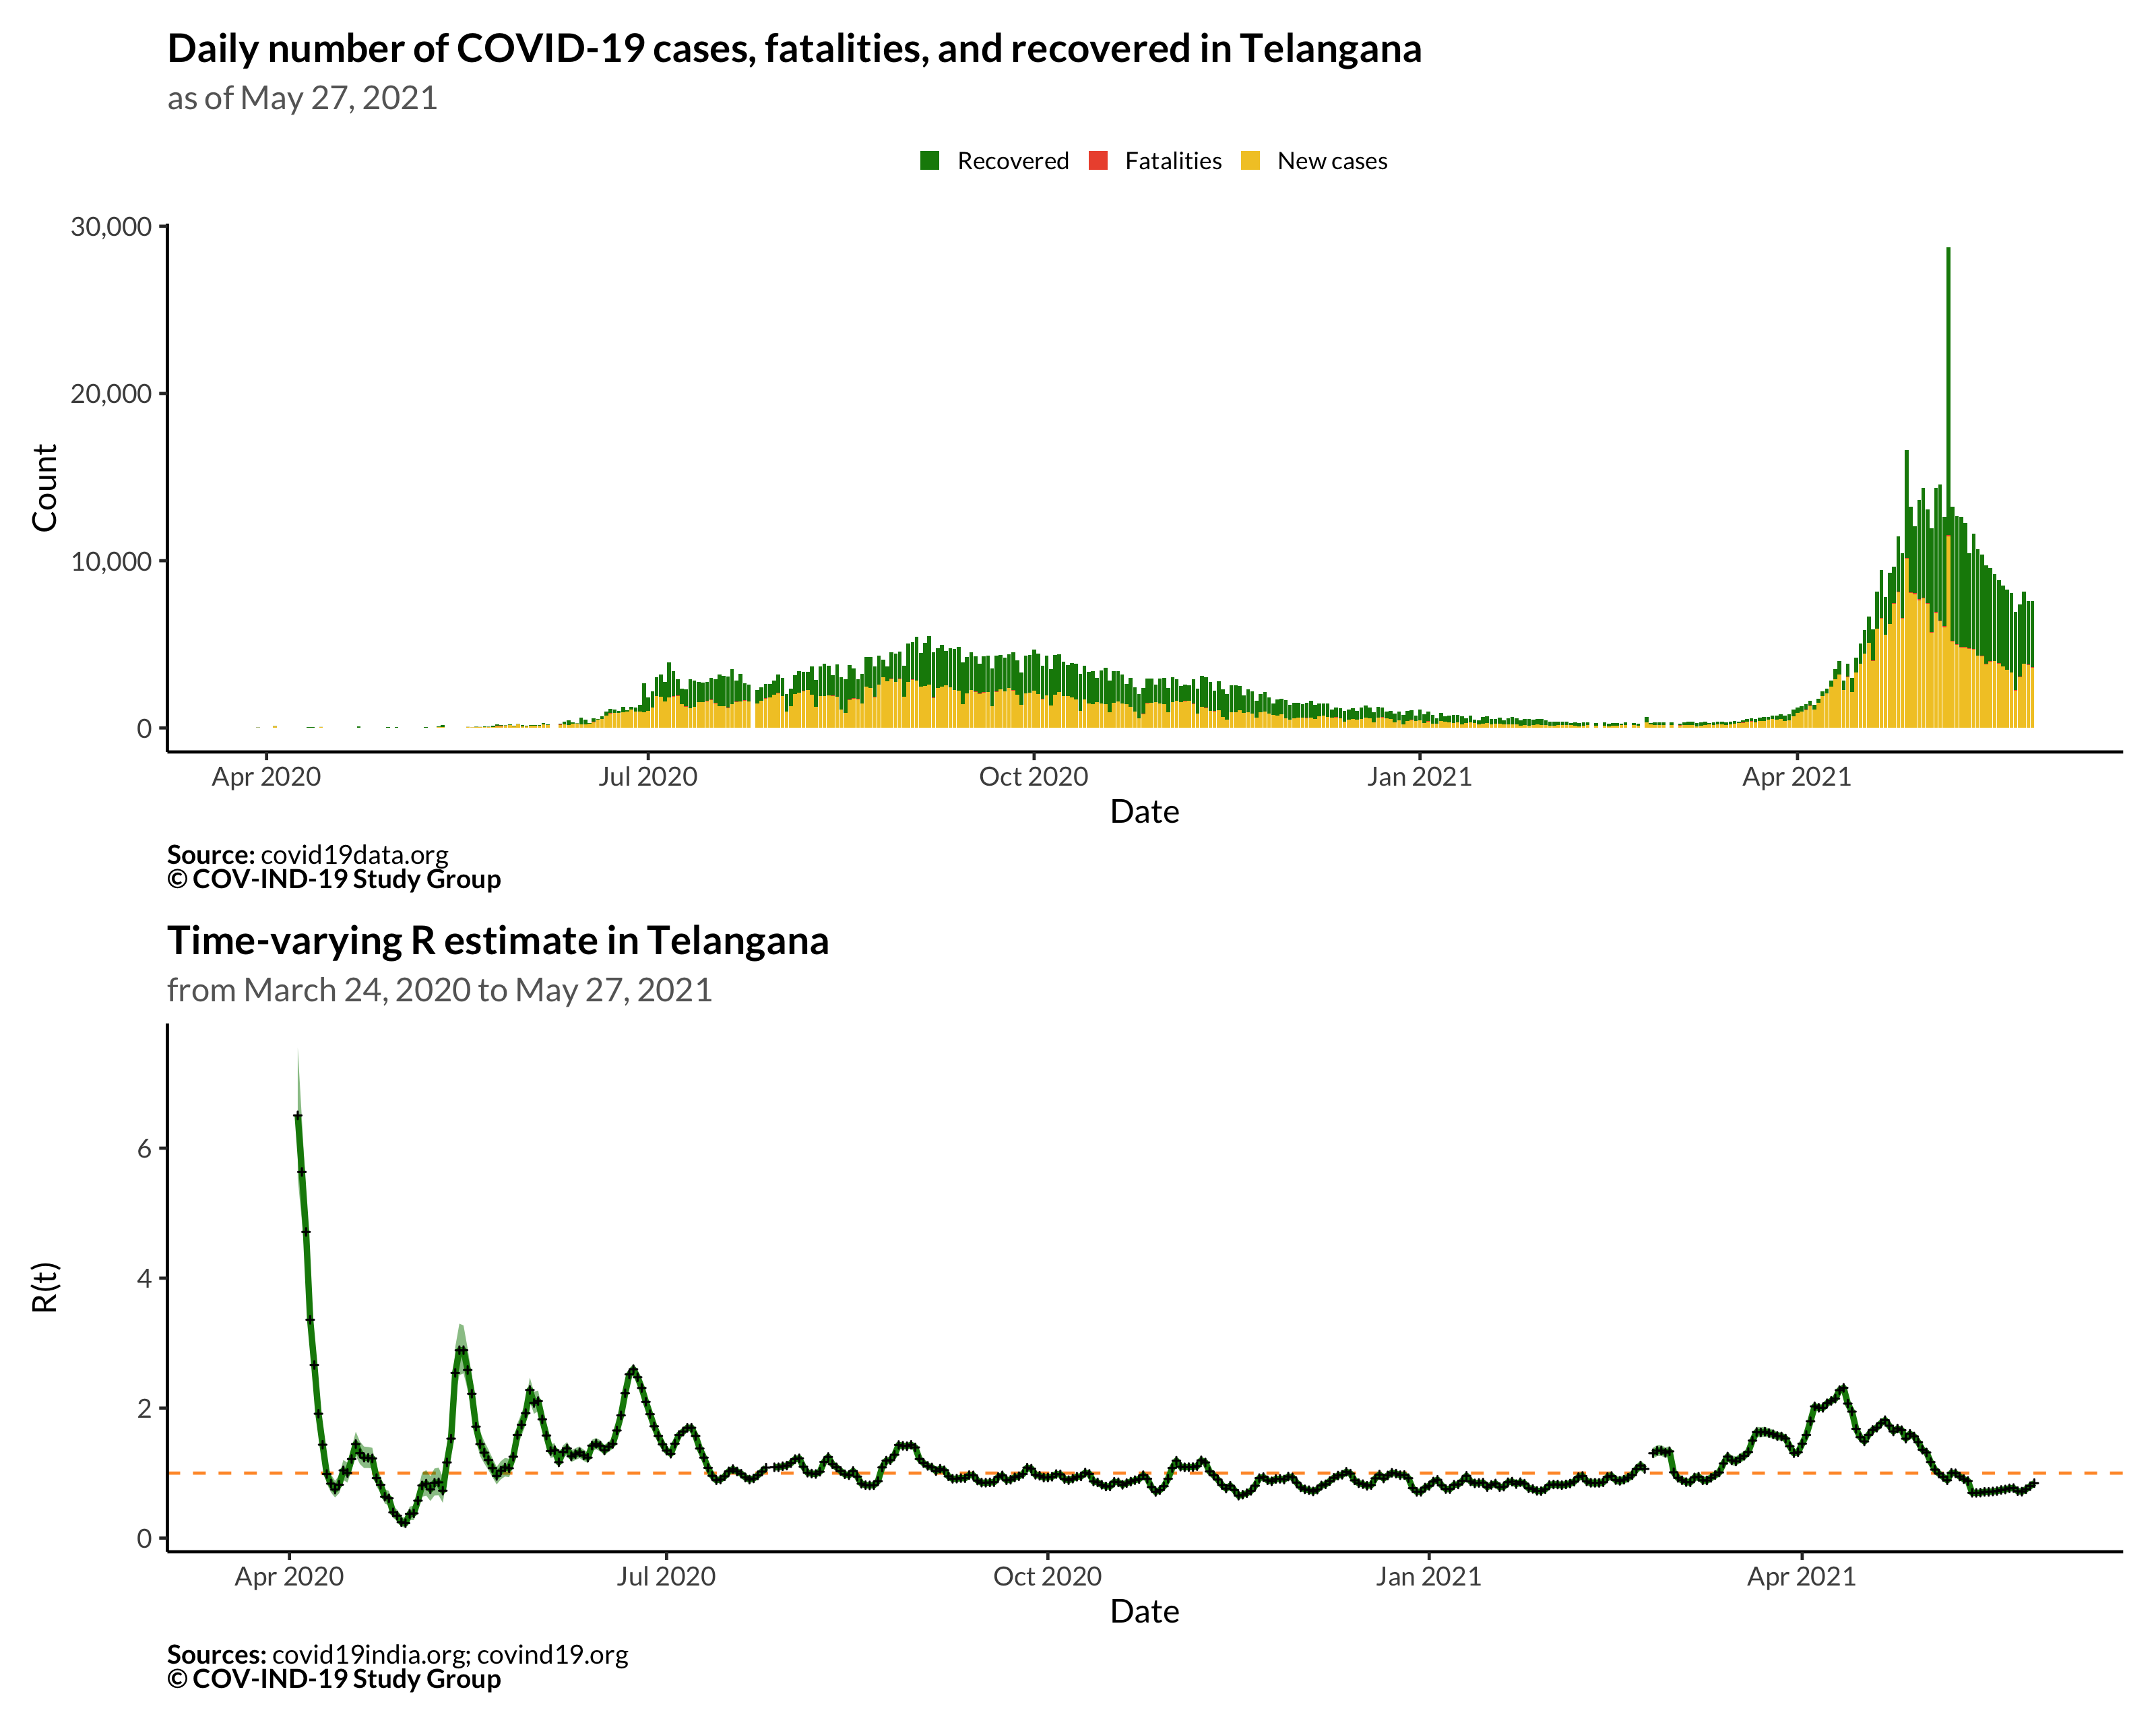 Daily number of COVID-19 cases, fatalities, and recovered in Telangana
as of May 27, 2021
Recovered Fatalities New cases
30,000
20,000
10,000
0
Count
Apr 2020 Jul 2020 Oct 2020 Jan 2021 Apr 2021
Date
Source: covid19data.org
© COV-IND-19 Study Group
Time-varying R estimate in Telangana
from March 24, 2020 to May 27, 2021
6
4
2
0
R(t)
Apr 2020 Jul 2020 Oct 2020 Jan 2021 Apr 2021
Date
Sources: covid19india.org; covind19.org
© COV-IND-19 Study Group